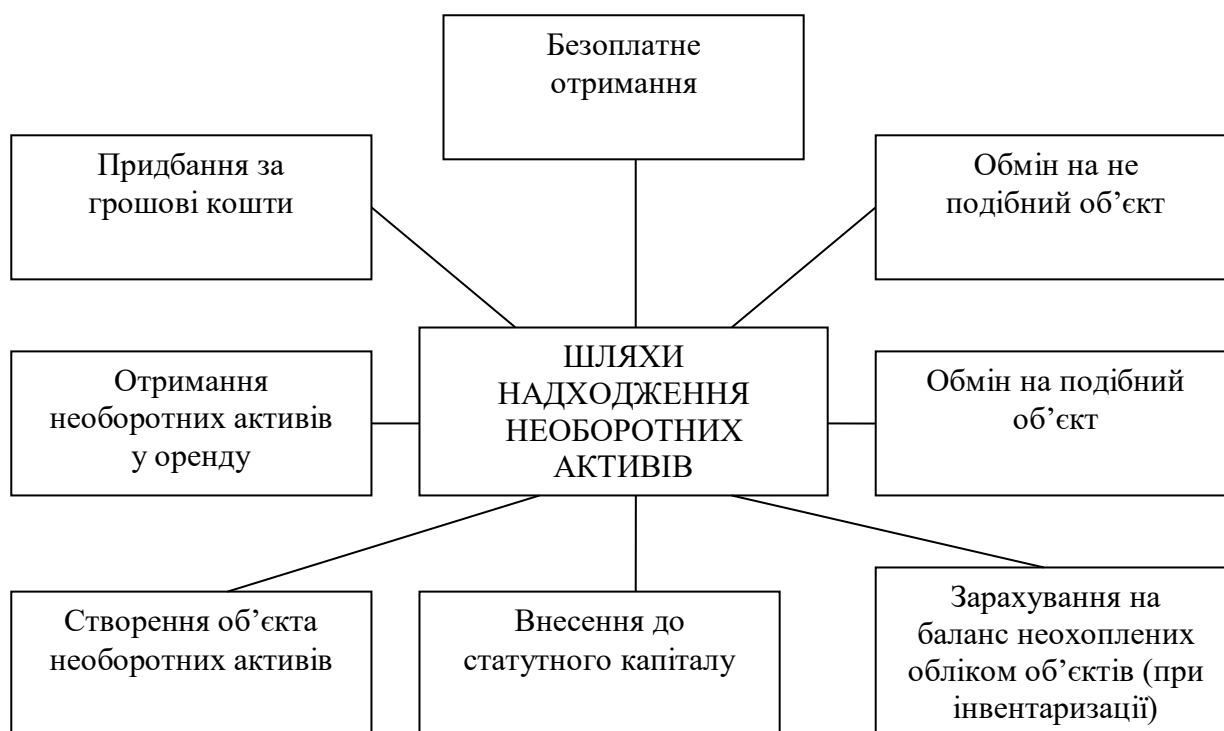 Безоплатне
отримання
Придбання за
грошові кошти
Обмін на не
подібний об’єкт
Отримання
необоротних активів
у оренду
ШЛЯХИ
НАДХОДЖЕННЯ
НЕОБОРОТНИХ
АКТИВІВ
Обмін на подібний
об’єкт
Створення об’єкта
необоротних активів
Внесення до
статутного капіталу
Зарахування на
баланс неохоплених
обліком об’єктів (при
інвентаризації)